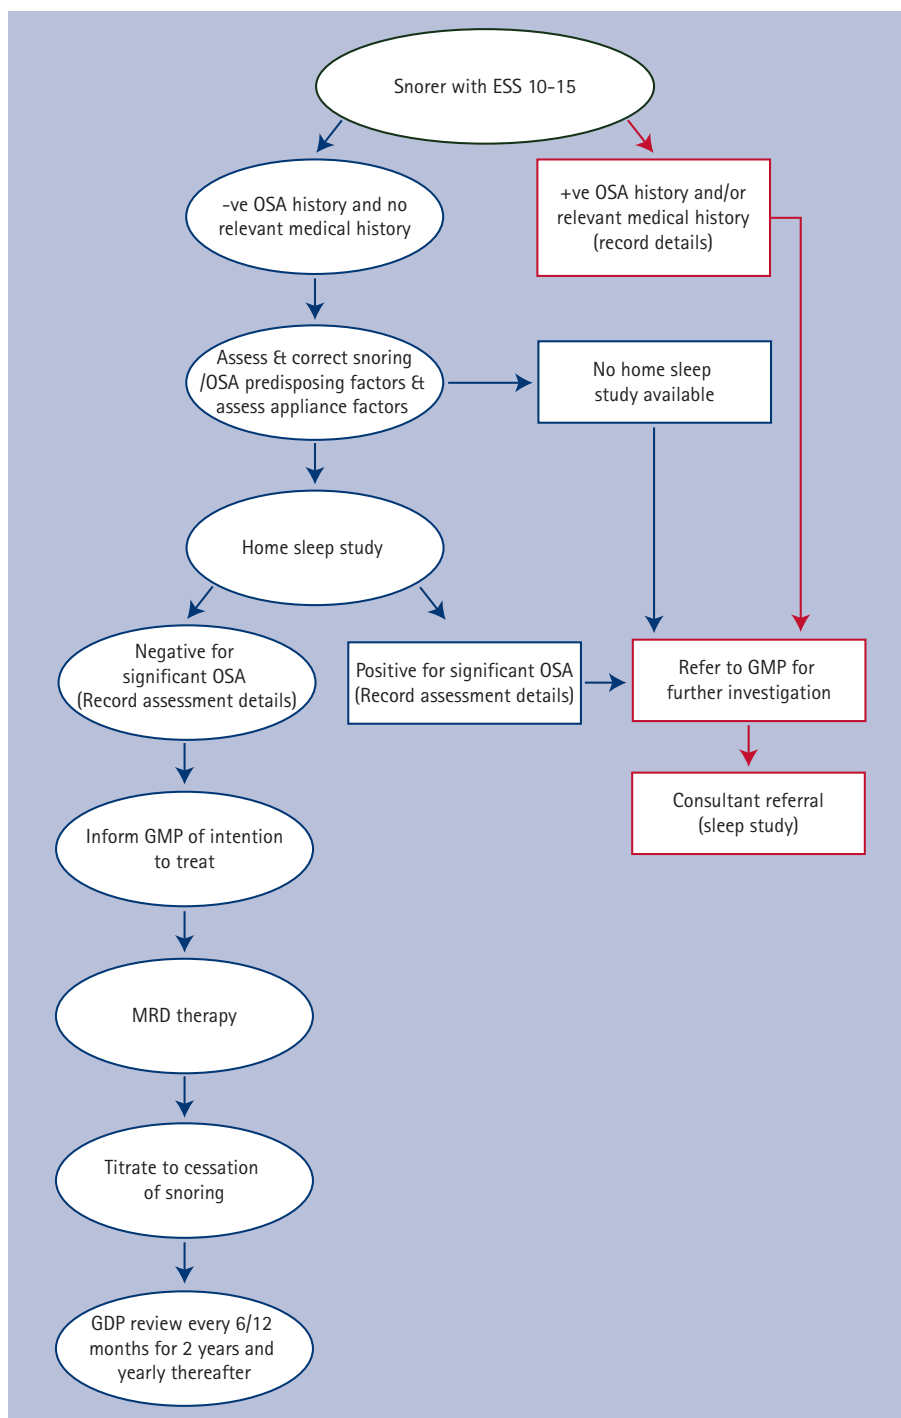 Snorer with ESS 10-15
-ve OSA history and no
relevant medical history
+ve OSA history and/or
relevant medical history
(record details)
Assess & correct snoring
/OSA predisposing factors &
assess appliance factors
No home sleep
study available
Home sleep study
Negative for
significant OSA
(Record assessment details)
Positive for significant OSA
(Record assessment details)
Refer to GMP for
further investigation
Consultant referral
(sleep study)
Inform GMP of intention
to treat
MRD therapy
Titrate to cessation
of snoring
GDP review every 6/12
months for 2 years and
yearly thereafter